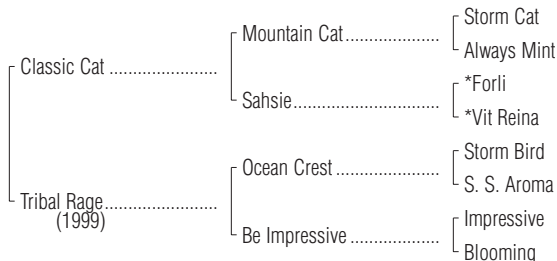 Storm Cat
Mountain Cat....................
Always Mint
Classic Cat .......................
*Forli
Sahsie...............................
*Vit Reina
Storm Bird
Ocean Crest ......................
S. S. Aroma
Tribal Rage........................
(1999)
Impressive
Be Impressive ...................
Blooming